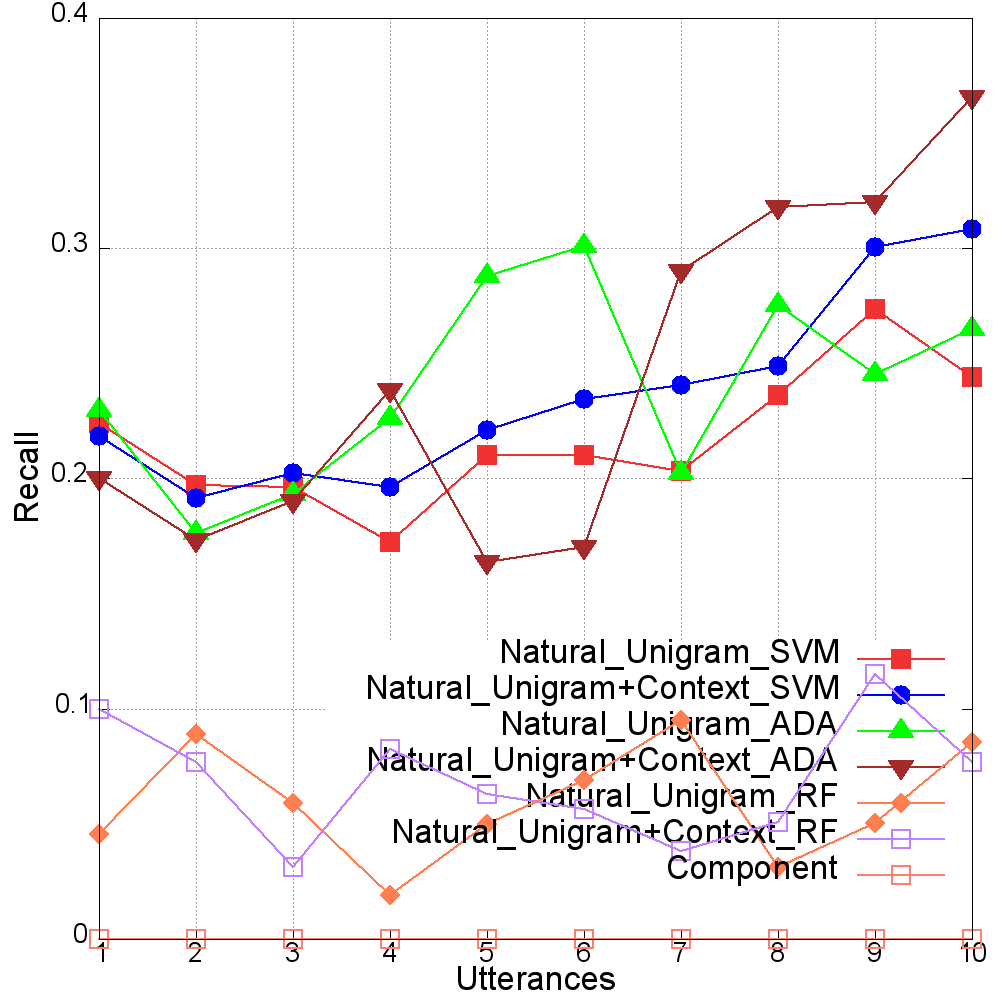 0.4
0.3
0.2
0.1
0
Recall
Natural_Unigram_SVM
Natural_Unigram+Context_SVM
Natural_Unigram_ADA
Natural_Unigram+Context_ADA
Natural_Unigram_RF
Natural_Unigram+Context_RF
Component
1 2 3 4 5 6 7 8 9 10
Utterances